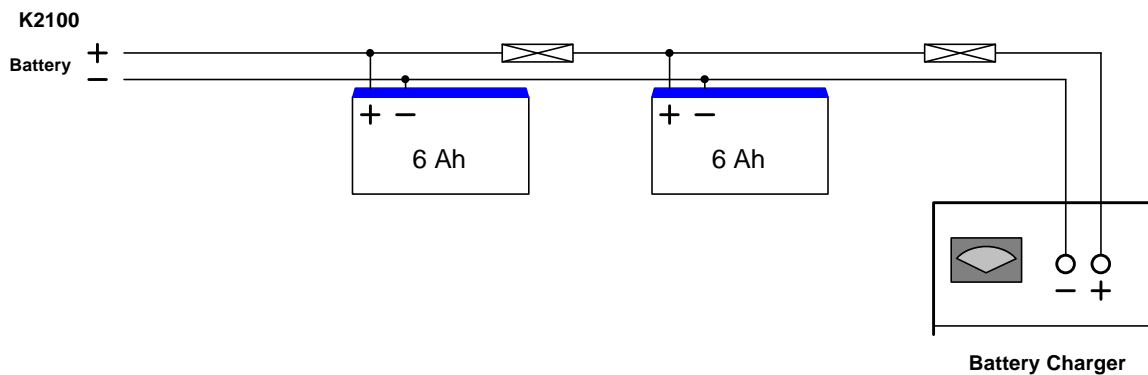 K2100
+
Battery
−
+ −
6 Ah
+ −
6 Ah
− +
Battery Charger